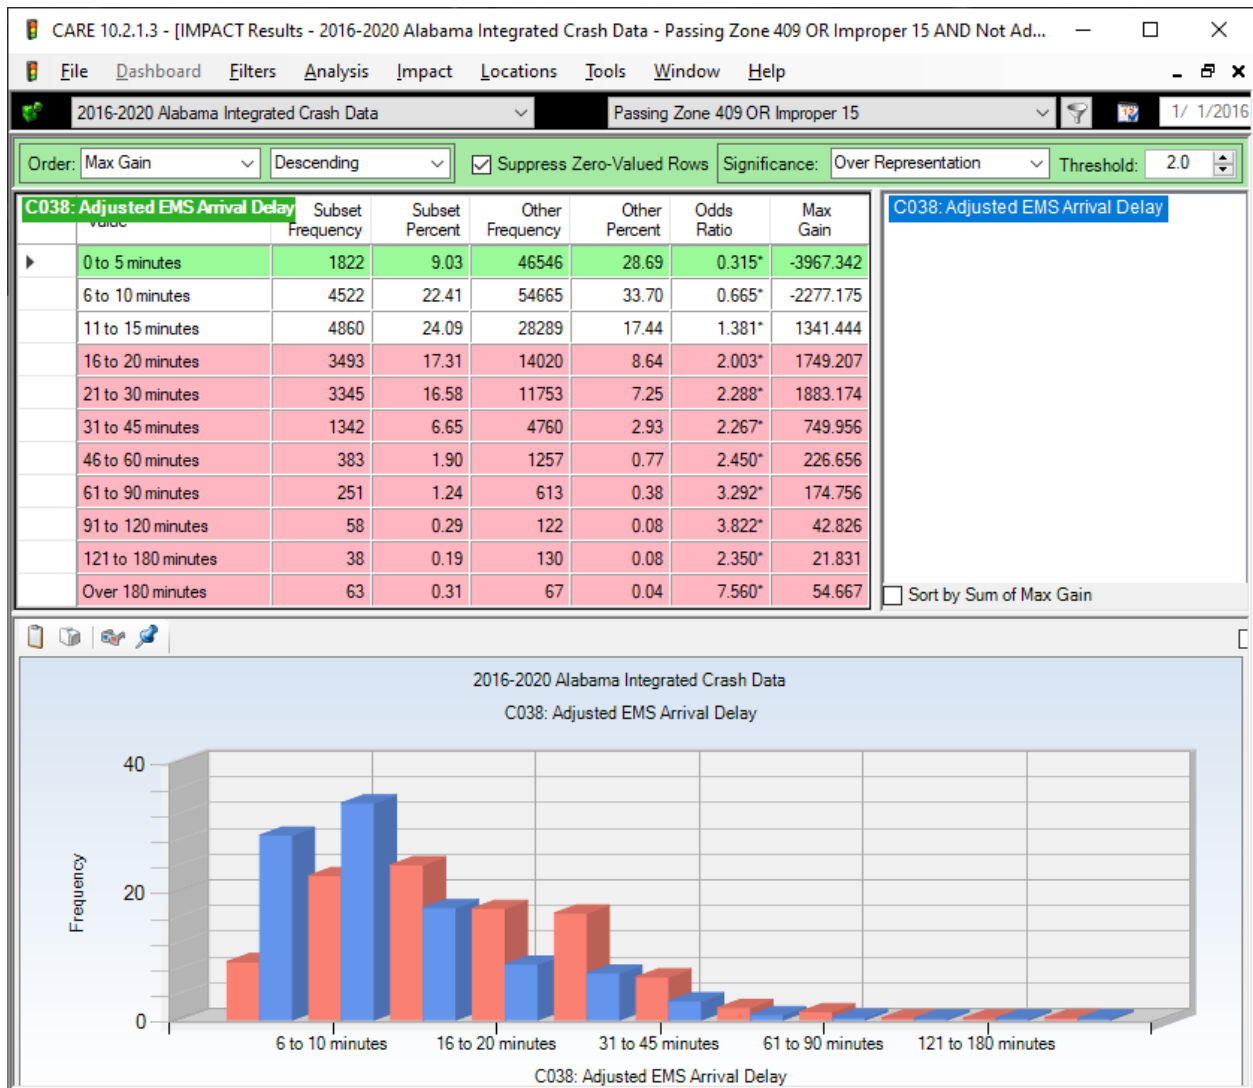 CARE 10.2.1.3 - [IMPACT Results - 2016-2020 Alabama Integrated Crash Data - Passing Zone 409 OR Improper 15 AND Not Ad...
File Dashboard Filters Analysis Impact Locations Tools Window Help
2016-2020 Alabama Integrated Crash Data Passing Zone 409 OR Improper 15 1/ 1/2016
Order: Max Gain Descending Suppress Zero-Valued Rows Significance: Over Representation Threshold: 2.0
C038: Adjusted EMS Arrival Delay Subset Frequency Subset Percent Other Frequency Other Percent Odds Ratio Max Gain
C038: Adjusted EMS Arrival Delay
0 to 5 minutes 1822 9.03 46546 28.69 0.315* -3967.342
6 to 10 minutes 4522 22.41 54665 33.70 0.665* -2277.175
11 to 15 minutes 4860 24.09 28289 17.44 1.381* 1341.444
16 to 20 minutes 3493 17.31 14020 8.64 2.003* 1749.207
21 to 30 minutes 3345 16.58 11753 7.25 2.288* 1883.174
31 to 45 minutes 1342 6.65 4760 2.93 2.267* 749.956
46 to 60 minutes 383 1.90 1257 0.77 2.450* 226.656
61 to 90 minutes 251 1.24 613 0.38 3.292* 174.756
91 to 120 minutes 58 0.29 122 0.08 3.822* 42.826
121 to 180 minutes 38 0.19 130 0.08 2.350* 21.831
Over 180 minutes 63 0.31 67 0.04 7.560* 54.667
Sort by Sum of Max Gain
2016-2020 Alabama Integrated Crash Data
C038: Adjusted EMS Arrival Delay
40
20
0
Frequency
6 to 10 minutes 16 to 20 minutes 31 to 45 minutes 61 to 90 minutes 121 to 180 minutes
C038: Adjusted EMS Arrival Delay